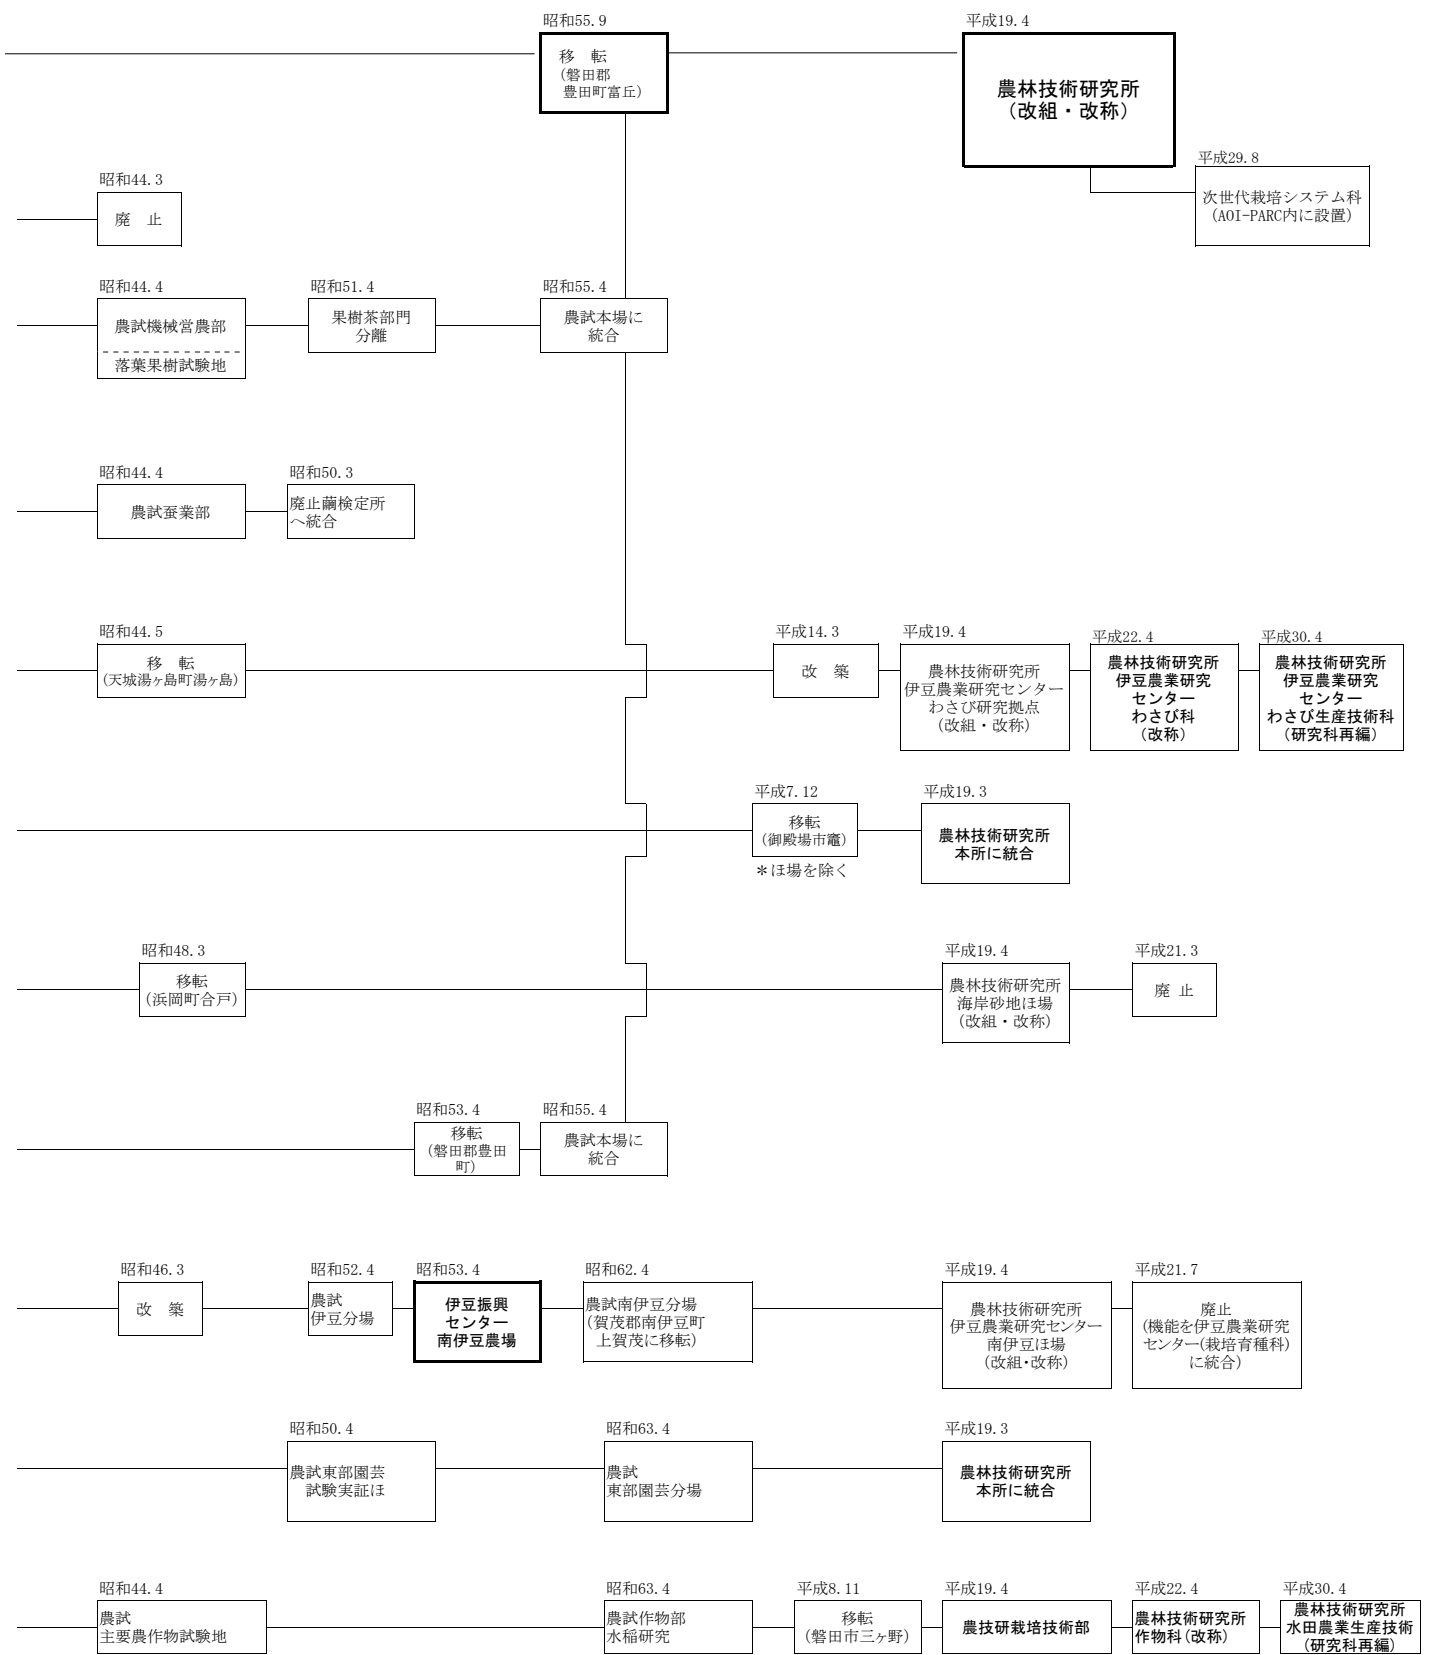 昭和55.9
移　転
(磐田郡
豊田町富丘)
平成19.4
農林技術研究所
（改組・改称）
平成29.8
次世代栽培システム科
(AOI-PARC内に設置)
昭和44.3
廃　止
昭和44.4
農試機械営農部
落葉果樹試験地
昭和51.4
果樹茶部門
分離
昭和55.4
農試本場に
統合
昭和44.4
農試蚕業部
昭和50.3
廃止繭検定所
へ統合
昭和44.5
移　転
(天城湯ヶ島町湯ヶ島)
平成14.3
改　築
平成19.4
農林技術研究所
伊豆農業研究センター
わさび研究拠点
(改組・改称)
平成22.4
農林技術研究所
伊豆農業研究
センター
わさび科
（改称）
平成30.4
農林技術研究所
伊豆農業研究
センター
わさび生産技術科
（研究科再編）
平成7.12
移転
(御殿場市竈)
＊ほ場を除く
平成19.3
農林技術研究所
本所に統合
昭和48.3
移転
(浜岡町合戸)
平成19.4
農林技術研究所
海岸砂地ほ場
(改組・改称)
平成21.3
廃 止
昭和53.4
移転
(磐田郡豊田
町)
昭和55.4
農試本場に
統合
昭和46.3
改　築
昭和52.4
農試
伊豆分場
昭和53.4
伊豆振興
センター
南伊豆農場
昭和62.4
農試南伊豆分場
(賀茂郡南伊豆町
上賀茂に移転)
平成19.4
農林技術研究所
伊豆農業研究センター
南伊豆ほ場
(改組･改称)
平成21.7
廃止
(機能を伊豆農業研究
センター(栽培育種科)
に統合)
昭和50.4
農試東部園芸
試験実証ほ
昭和63.4
農試
東部園芸分場
平成19.3
農林技術研究所
本所に統合
昭和44.4
農試
主要農作物試験地
昭和63.4
農試作物部
水稲研究
平成8.11
移転
(磐田市三ヶ野)
平成19.4
農技研栽培技術部
平成22.4
農林技術研究所
作物科(改称)
平成30.4
農林技術研究所
水田農業生産技術
(研究科再編)